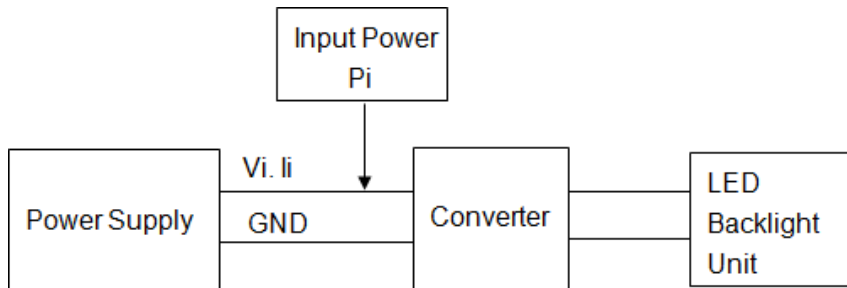 Input Power
Pi
Vi. Ii
Power Supply
GND
Converter
LED
Backlight
Unit